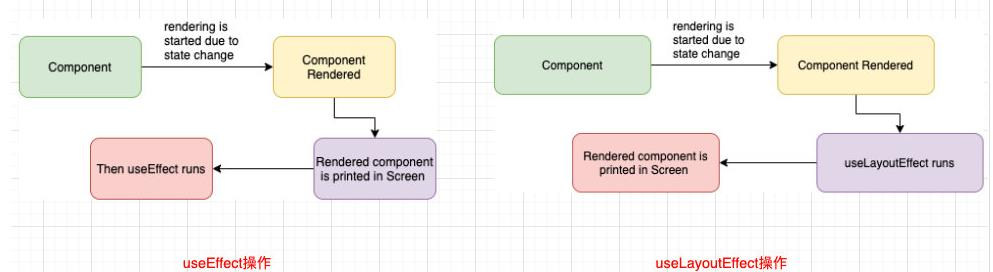 Component
rendering is
started due to
state change
Component
Rendered
Rendered component
is printed in Screen
Then useEffect runs
useEffect操作
Component
rendering is
started due to
state change
Component Rendered
useLayoutEffect runs
Rendered component is
printed in Screen
useLayoutEffect操作